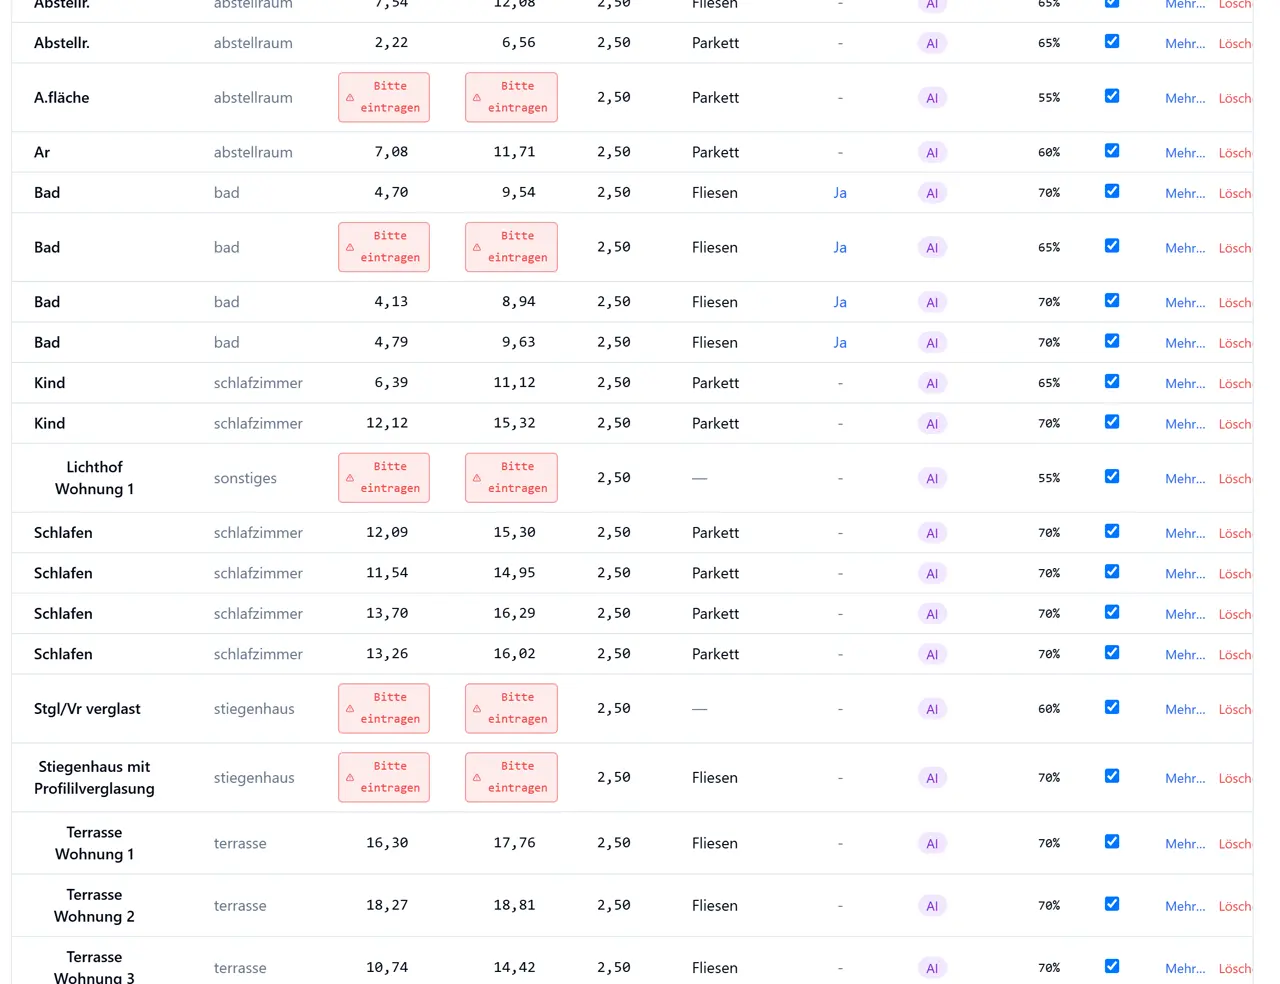 Abstellr. abstellraum 7,54 12,08 2,50 Fliesen - AI 65% Mehr... Lösch
Abstellr. abstellraum 2,22 6,56 2,50 Parkett - AI 65% Mehr... Lösch
A.fläche abstellraum ⚠ Bitte eintragen ⚠ Bitte eintragen 2,50 Parkett - AI 55% Mehr... Lösch
Ar abstellraum 7,08 11,71 2,50 Parkett - AI 60% Mehr... Lösch
Bad bad 4,70 9,54 2,50 Fliesen Ja AI 70% Mehr... Lösch
Bad bad ⚠ Bitte eintragen ⚠ Bitte eintragen 2,50 Fliesen Ja AI 65% Mehr... Lösch
Bad bad 4,13 8,94 2,50 Fliesen Ja AI 70% Mehr... Lösch
Bad bad 4,79 9,63 2,50 Fliesen Ja AI 70% Mehr... Lösch
Kind schlafzimmer 6,39 11,12 2,50 Parkett - AI 65% Mehr... Lösch
Kind schlafzimmer 12,12 15,32 2,50 Parkett - AI 70% Mehr... Lösch
Lichthof
Wohnung 1 sonstiges ⚠ Bitte eintragen ⚠ Bitte eintragen 2,50 — - AI 55% Mehr... Lösch
Schlafen schlafzimmer 12,09 15,30 2,50 Parkett - AI 70% Mehr... Lösch
Schlafen schlafzimmer 11,54 14,95 2,50 Parkett - AI 70% Mehr... Lösch
Schlafen schlafzimmer 13,70 16,29 2,50 Parkett - AI 70% Mehr... Lösch
Schlafen schlafzimmer 13,26 16,02 2,50 Parkett - AI 70% Mehr... Lösch
Stgl/Vr verglast stiegenhaus ⚠ Bitte eintragen ⚠ Bitte eintragen 2,50 — - AI 60% Mehr... Lösch
Stiegenhaus mit
Profililverglasung stiegenhaus ⚠ Bitte eintragen ⚠ Bitte eintragen 2,50 Fliesen - AI 70% Mehr... Lösch
Terrasse
Wohnung 1 terrasse 16,30 17,76 2,50 Fliesen - AI 70% Mehr... Lösch
Terrasse
Wohnung 2 terrasse 18,27 18,81 2,50 Fliesen - AI 70% Mehr... Lösch
Terrasse
Wohnung 3 terrasse 10,74 14,42 2,50 Fliesen - AI 70% Mehr... Lösch